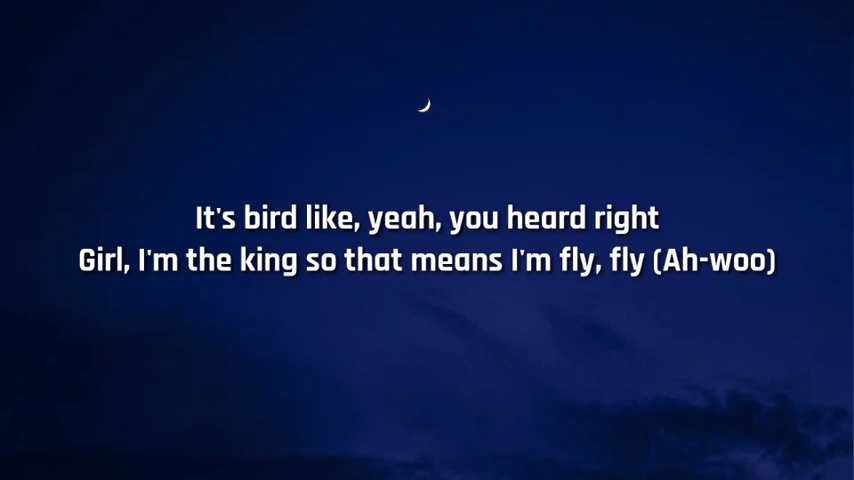 It's bird like, yeah, you heard right
Girl, I'm the king so that means I'm fly, fly (Ah-woo)